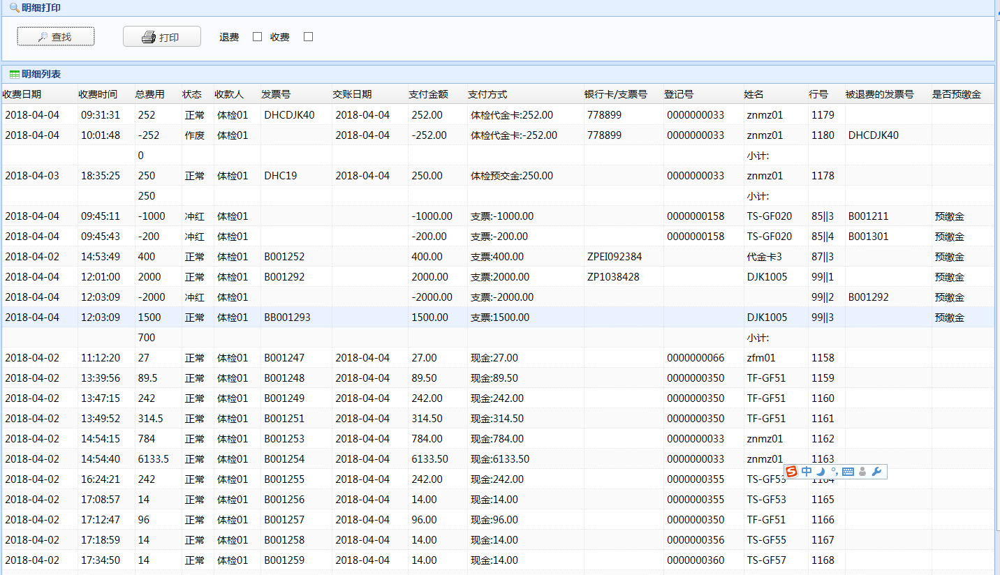 明细打印
查找 打印 退费 收费
明细列表
收费日期 收费时间 总费用 状态 收款人 发票号 交账日期 支付金额 支付方式 银行卡/支票号 登记号 姓名 行号 被退费的发票号 是否预缴金
2018-04-04 09:31:31 252 正常 体检01 DHCDJK40 2018-04-04 252.00 体检代金卡:252.00 778899 0000000033 znmz01 1179
2018-04-04 10:01:48 -252 作废 体检01 2018-04-04 -252.00 体检代金卡:-252.00 778899 0000000033 znmz01 1180 DHCDJK40
0 小计:
2018-04-03 18:35:25 250 正常 体检01 DHC19 2018-04-04 250.00 体检预交金:250.00 0000000033 znmz01 1178
250 小计:
2018-04-04 09:45:11 -1000 冲红 体检01 -1000.00 支票:-1000.00 0000000158 TS-GF020 85||3 B001211 预缴金
2018-04-04 09:45:43 -200 冲红 体检01 -200.00 支票:-200.00 0000000158 TS-GF020 85||4 B001301 预缴金
2018-04-04 14:53:49 400 正常 体检01 B001252 400.00 支票:400.00 ZPEI092384 代金卡3 87||3 预缴金
2018-04-04 12:01:00 2000 正常 体检01 B001292 2000.00 支票:2000.00 ZP1038428 DJK1005 99||1 预缴金
2018-04-04 12:03:09 -2000 冲红 体检01 -2000.00 支票:-2000.00 99||2 B001292 预缴金
2018-04-04 12:03:09 1500 正常 体检01 BB001293 1500.00 支票:1500.00 DJK1005 99||3 预缴金
700 小计:
2018-04-02 11:12:20 27 正常 体检01 B001247 2018-04-04 27.00 现金:27.00 0000000066 zfm01 1158
2018-04-02 13:39:56 89.5 正常 体检01 B001248 2018-04-04 89.50 现金:89.50 0000000350 TF-GF51 1159
2018-04-02 13:47:15 242 正常 体检01 B001249 2018-04-04 242.00 现金:242.00 0000000350 TF-GF51 1160
2018-04-02 13:49:52 314.5 正常 体检01 B001251 2018-04-04 314.50 现金:314.50 0000000350 TF-GF51 1161
2018-04-02 14:54:15 784 正常 体检01 B001253 2018-04-04 784.00 现金:784.00 0000000033 znmz01 1162
2018-04-02 14:54:40 6133.5 正常 体检01 B001254 2018-04-04 6133.50 现金:6133.50 0000000033 znmz01 1163
中
2018-04-02 16:24:21 242 正常 体检01 B001255 2018-04-04 242.00 现金:242.00 0000000355 TS-GF53 1164
2018-04-02 17:08:57 14 正常 体检01 B001256 2018-04-04 14.00 现金:14.00 0000000355 TS-GF53 1165
2018-04-02 17:12:47 96 正常 体检01 B001257 2018-04-04 96.00 现金:96.00 0000000350 TF-GF51 1166
2018-04-02 17:18:59 14 正常 体检01 B001258 2018-04-04 14.00 现金:14.00 0000000356 TS-GF55 1167
2018-04-02 17:34:50 14 正常 体检01 B001259 2018-04-04 14.00 现金:14.00 0000000360 TS-GF57 1168